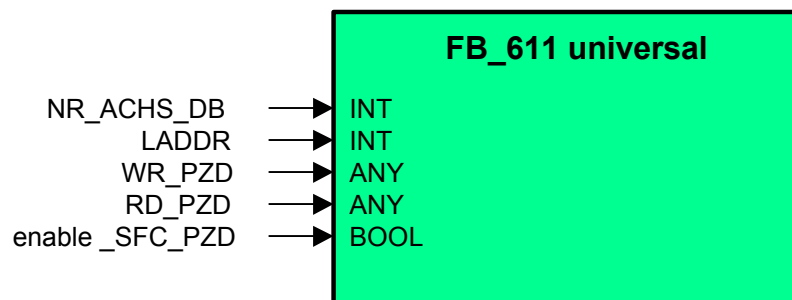 FB_611 universal
NR_ACHS_DB INT
LADDR INT
WR_PZD ANY
RD_PZD ANY
enable _SFC_PZD BOOL